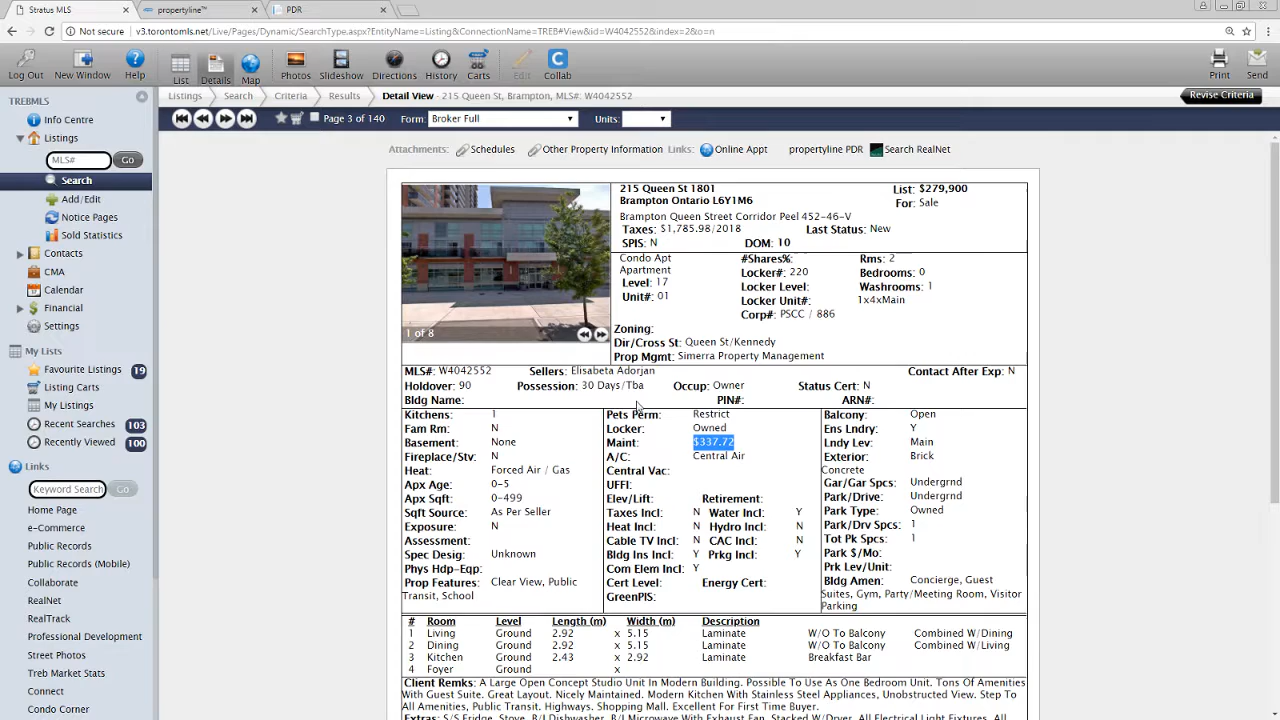 Stratus MLS
propertyline™
PDR
Not secure
v3.torontomls.net/Live/Pages/Dynamic/SearchType.aspx?EntityName=Listing&ConnectionName=TREB#View&id=W4042552&index=2&to=n
Log Out
New Window
Help
List
Details
Map
Photos
Slideshow
Directions
History
Carts
Edit
Collab
Print
Send
TREBMLS
Info Centre
Listings
MLS#
Go
Search
Add/Edit
Notice Pages
Sold Statistics
Contacts
CMA
Calendar
Financial
Settings
My Lists
Favourite Listings 19
Listing Carts
My Listings
Recent Searches 103
Recently Viewed 100
Links
Keyword Search Go
Home Page
e-Commerce
Public Records
Public Records (Mobile)
Collaborate
RealNet
RealTrack
Professional Development
Street Photos
Treb Market Stats
Connect
Condo Corner
Listings Search Criteria Results Detail View - 215 Queen St, Brampton, MLS#: W4042552
Revise Criteria
Page 3 of 140 Form: Broker Full Units:
Attachments: Schedules Other Property Information Links: Online Appt propertyline PDR Search RealNet
1 of 8
215 Queen St 1801 List: $279,900
Brampton Ontario L6Y1M6 For: Sale
Brampton Queen Street Corridor Peel 452-46-V
Taxes: $1,785.98/2018 Last Status: New
SPIS: N DOM: 10
Condo Apt #Shares%: Rms: 2
Apartment Locker#: 220 Bedrooms: 0
Level: 17 Locker Level: Washrooms: 1
Unit#: 01 Locker Unit#: 1x4xMain
Corp#: PSCC / 886
Zoning:
Dir/Cross St: Queen St/Kennedy
Prop Mgmt: Simerra Property Management
MLS#: W4042552 Sellers: Elisabeta Adorjan Contact After Exp: N
Holdover: 90 Possession: 30 Days/Tba Occup: Owner Status Cert: N
Bldg Name: PIN#: ARN#:
Kitchens: 1 Pets Perm: Restrict Balcony: Open
Fam Rm: N Locker: Owned Ens Lndry: Y
Basement: None Maint: $337.72 Lndy Lev: Main
Fireplace/Stv: N A/C: Central Air Exterior: Brick
Heat: Forced Air / Gas Central Vac: Concrete
Apx Age: 0-5 UFFI: Gar/Gar Spcs: Undergrnd
Apx Sqft: 0-499 Elev/Lift: Retirement: Park/Drive: Undergrnd
Sqft Source: As Per Seller Taxes Incl: N Water Incl: Y Park Type: Owned
Exposure: N Heat Incl: N Hydro Incl: N Park/Drv Spcs: 1
Assessment: Cable TV Incl: N CAC Incl: N Tot Pk Spcs: 1
Spec Desig: Unknown Bldg Ins Incl: Y Prkg Incl: Y Park $/Mo:
Phys Hdp-Eqp: Com Elem Incl: Y Prk Lev/Unit:
Prop Features: Clear View, Public Cert Level: Energy Cert: Bldg Amen: Concierge, Guest
Transit, School GreenPIS: Suites, Gym, Party/Meeting Room, Visitor
Parking
# Room Level Length (m) Width (m) Description
1 Living Ground 2.92 x 5.15 Laminate W/O To Balcony Combined W/Dining
2 Dining Ground 2.92 x 5.15 Laminate W/O To Balcony Combined W/Living
3 Kitchen Ground 2.43 x 2.92 Laminate Breakfast Bar
4 Foyer Ground x
Client Remks: A Large Open Concept Studio Unit In Modern Building. Possible To Use As One Bedroom Unit. Tons Of Amenities
With Guest Suite. Great Layout. Nicely Maintained. Modern Kitchen With Stainless Steel Appliances, Unobstructed View. Step To
All Amenities, Public Transit. Highways. Shopping Mall. Excellent For First Time Buyer.
Extras: S/S Fridge, Stove, B/I Dishwasher, B/I Microwave With Exhaust Fan, Stacked W/Dryer, All Electrical Light Fixtures, All